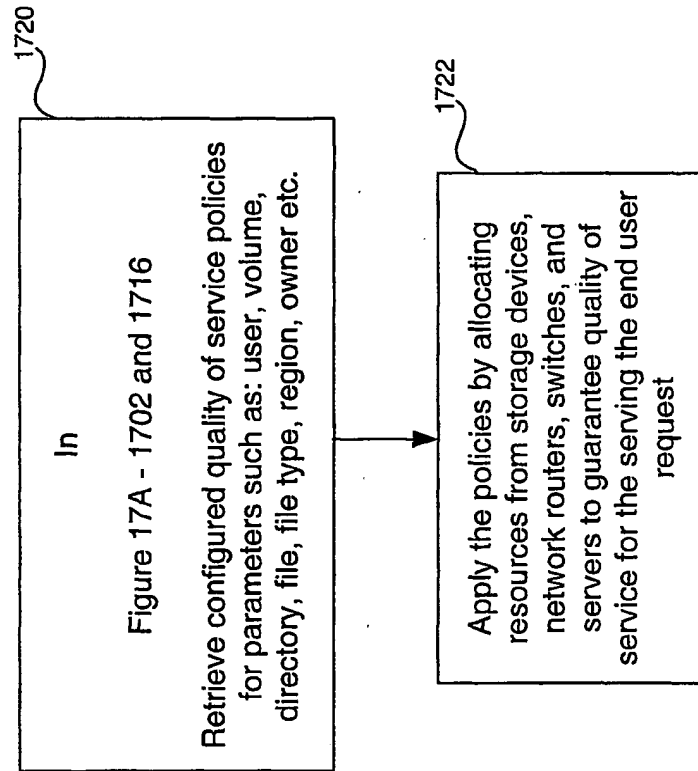 1720
In
Figure 17A - 1702 and 1716
Retrieve configured quality of service policies
for parameters such as: user, volume,
directory, file, file type, region, owner etc.
1722
Apply the policies by allocating
resources from storage devices,
network routers, switches, and
servers to guarantee quality of
service for the serving the end user
request